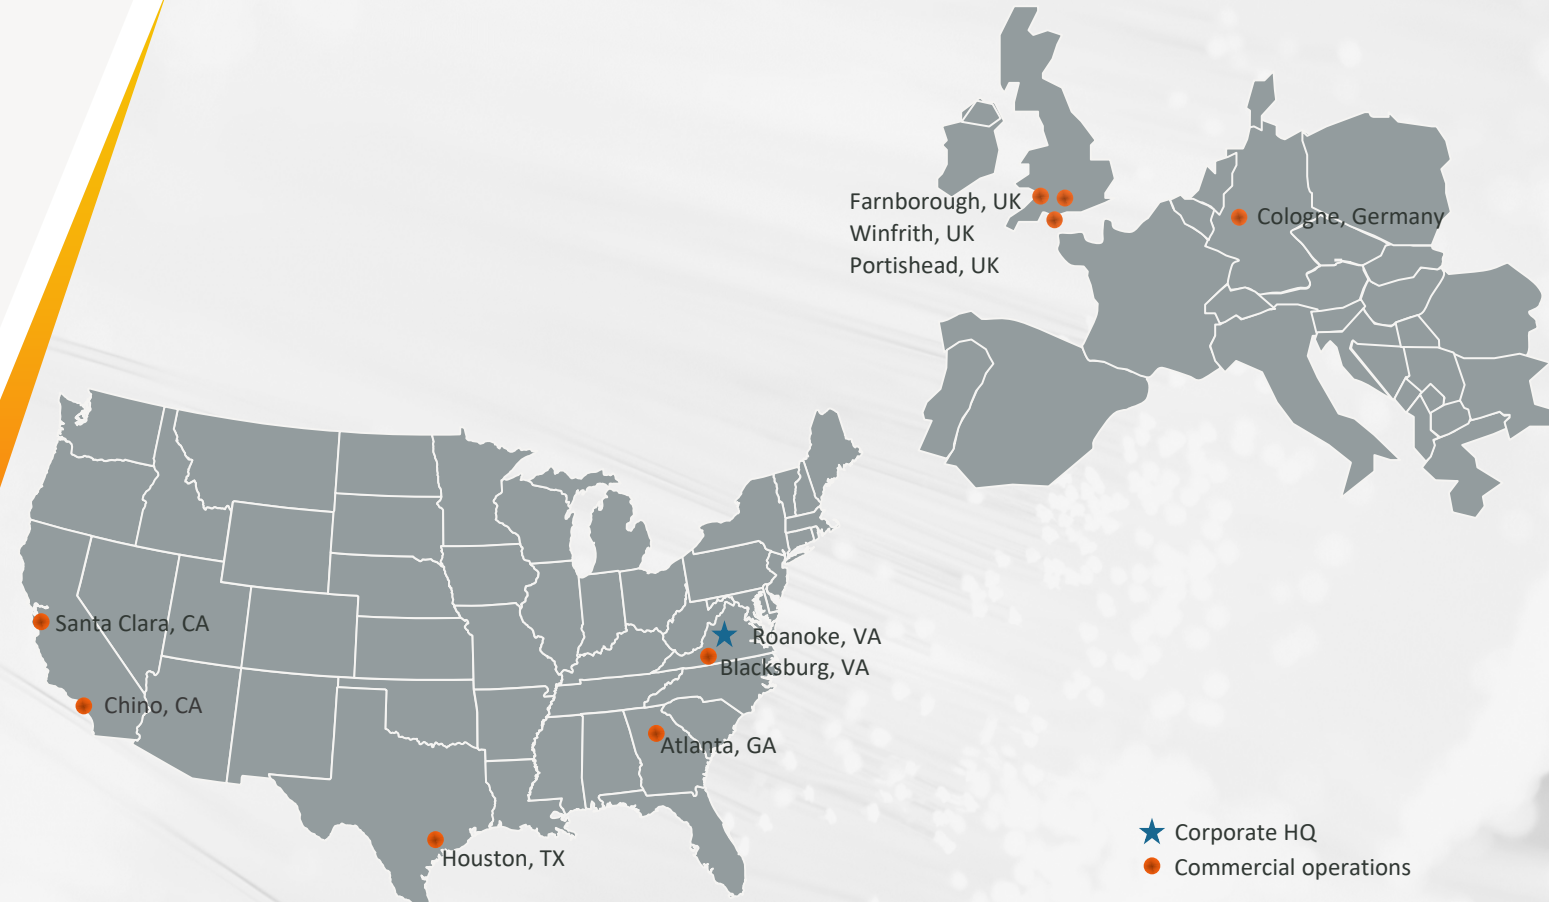 Farnborough, UK
Winfrith, UK
Portishead, UK
Cologne, Germany
Santa Clara, CA
Chino, CA
Roanoke, VA
Blacksburg, VA
Atlanta, GA
Houston, TX
Corporate HQ
Commercial operations